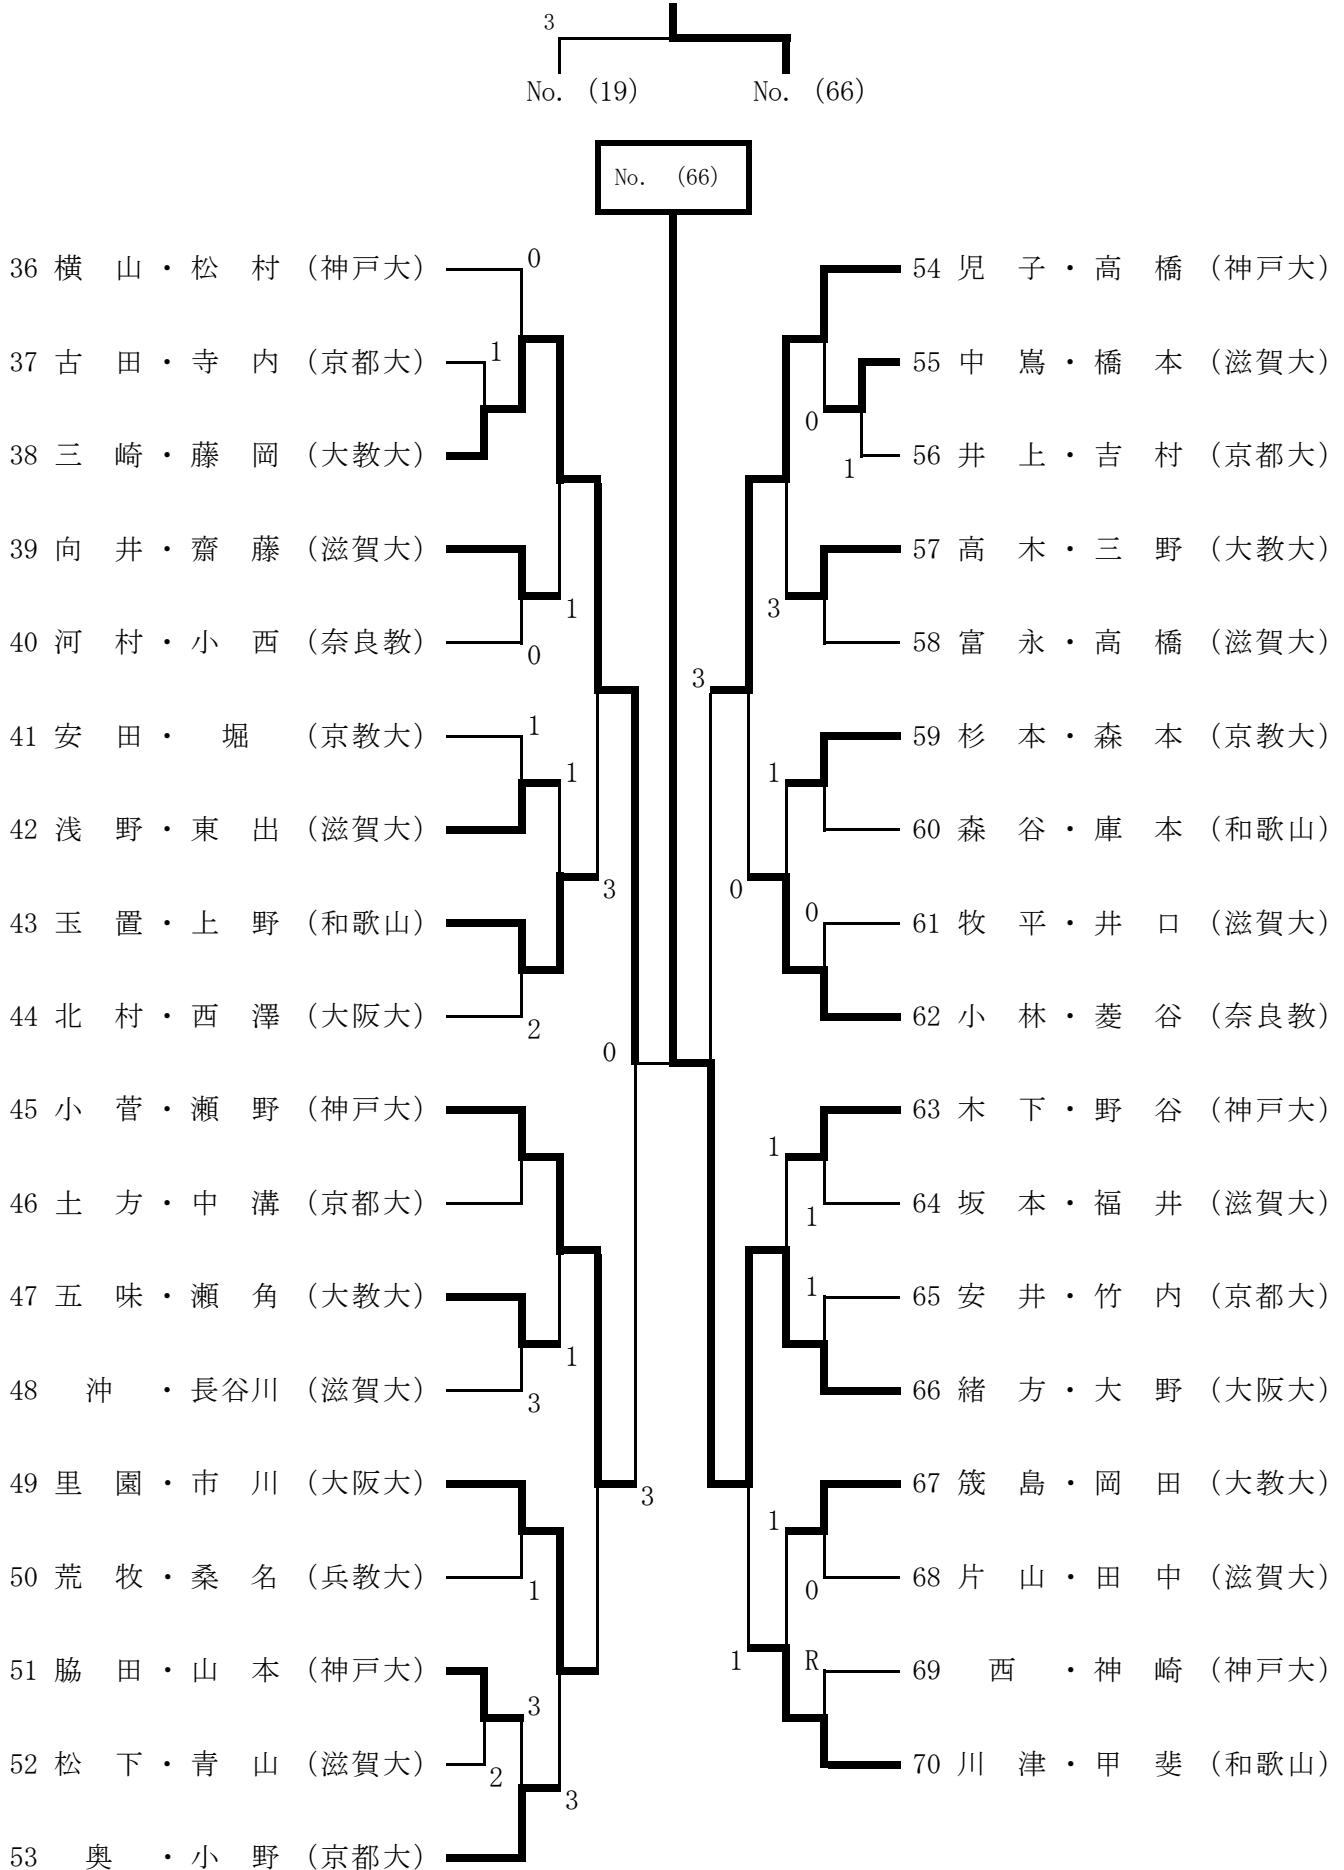 3
No. (19)
No. (66)
No. (66)
36 横 山・松 村 (神戸大)
0
37 古 田・寺 内 (京都大)
1
38 三 崎・藤 岡 (大教大)
39 向 井・齋 藤 (滋賀大)
1
40 河 村・小 西 (奈良教)
0
41 安 田・ 堀 (京教大)
1
1
42 浅 野・東 出 (滋賀大)
3
43 玉 置・上 野 (和歌山)
44 北 村・西 澤 (大阪大)
2
0
45 小 菅・瀬 野 (神戸大)
46 土 方・中 溝 (京都大)
47 五 味・瀬 角 (大教大)
1
48 沖 ・長谷川 (滋賀大)
3
49 里 園・市 川 (大阪大)
3
50 荒 牧・桑 名 (兵教大)
1
51 脇 田・山 本 (神戸大)
3
52 松 下・青 山 (滋賀大)
2
3
53 奥 ・小 野 (京都大)
54 児 子・高 橋 (神戸大)
55 中 嶌・橋 本 (滋賀大)
0
56 井 上・吉 村 (京都大)
1
57 高 木・三 野 (大教大)
3
58 富 永・高 橋 (滋賀大)
3
59 杉 本・森 本 (京教大)
1
60 森 谷・庫 本 (和歌山)
0
61 牧 平・井 口 (滋賀大)
0
62 小 林・菱 谷 (奈良教)
63 木 下・野 谷 (神戸大)
1
64 坂 本・福 井 (滋賀大)
1
65 安 井・竹 内 (京都大)
1
66 緒 方・大 野 (大阪大)
67 筏 島・岡 田 (大教大)
1
68 片 山・田 中 (滋賀大)
0
1
R
69 西 ・神 崎 (神戸大)
70 川 津・甲 斐 (和歌山)